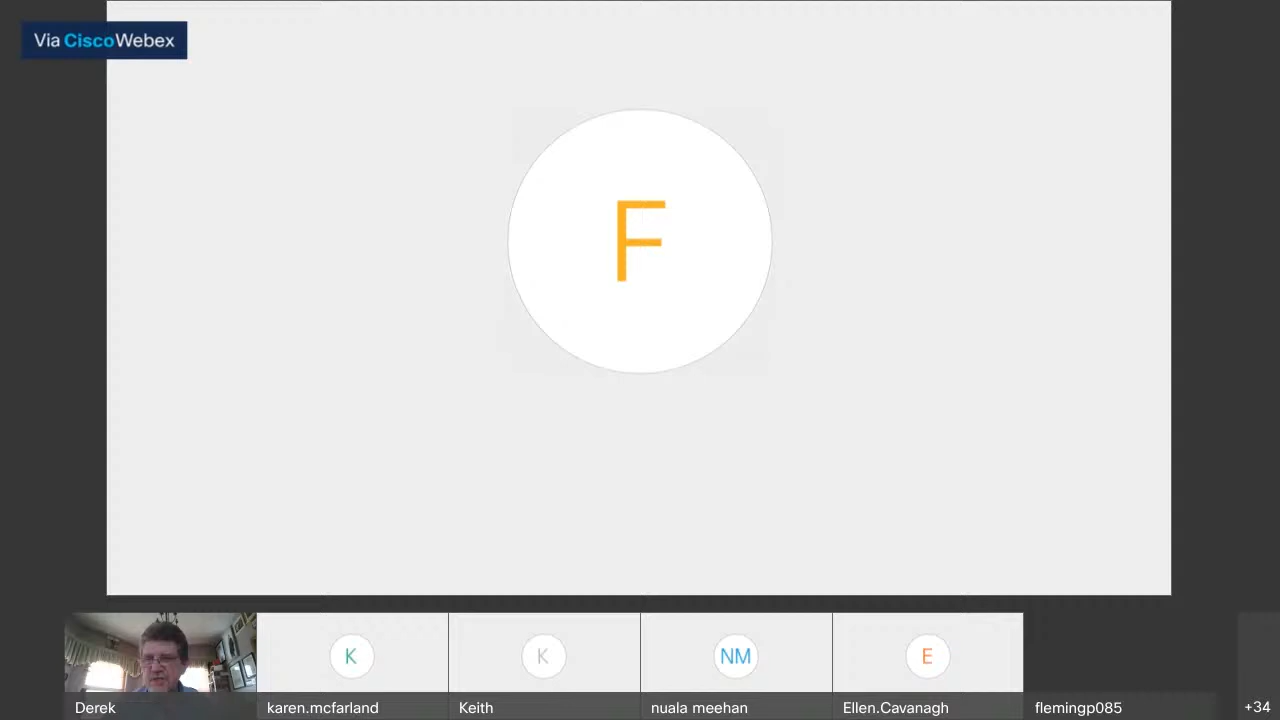 Via CiscoWebex
F
K
K
NM
E
Derek
karen.mcfarland
Keith
nuala meehan
Ellen.Cavanagh
flemingp085
+34